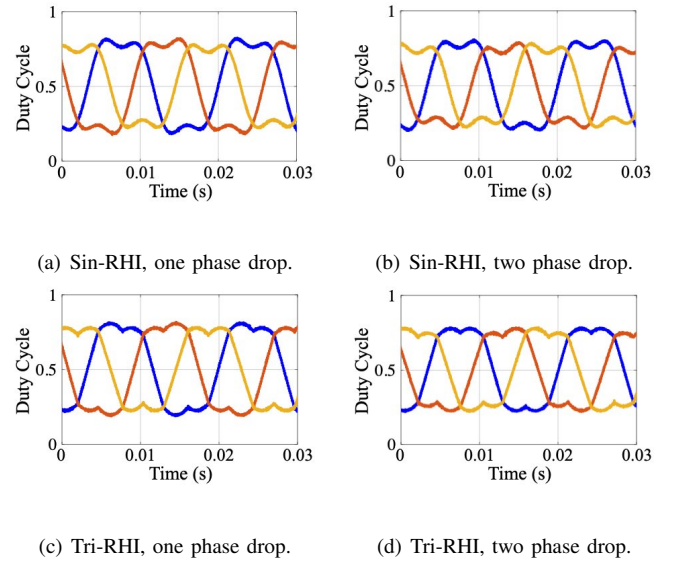 1
0.5
0
Duty Cycle
0 0.01 0.02 0.03
Time (s)
(a) Sin-RHI, one phase drop.
1
0.5
0
Duty Cycle
0 0.01 0.02 0.03
Time (s)
(b) Sin-RHI, two phase drop.
1
0.5
0
Duty Cycle
0 0.01 0.02 0.03
Time (s)
(c) Tri-RHI, one phase drop.
1
0.5
0
Duty Cycle
0 0.01 0.02 0.03
Time (s)
(d) Tri-RHI, two phase drop.